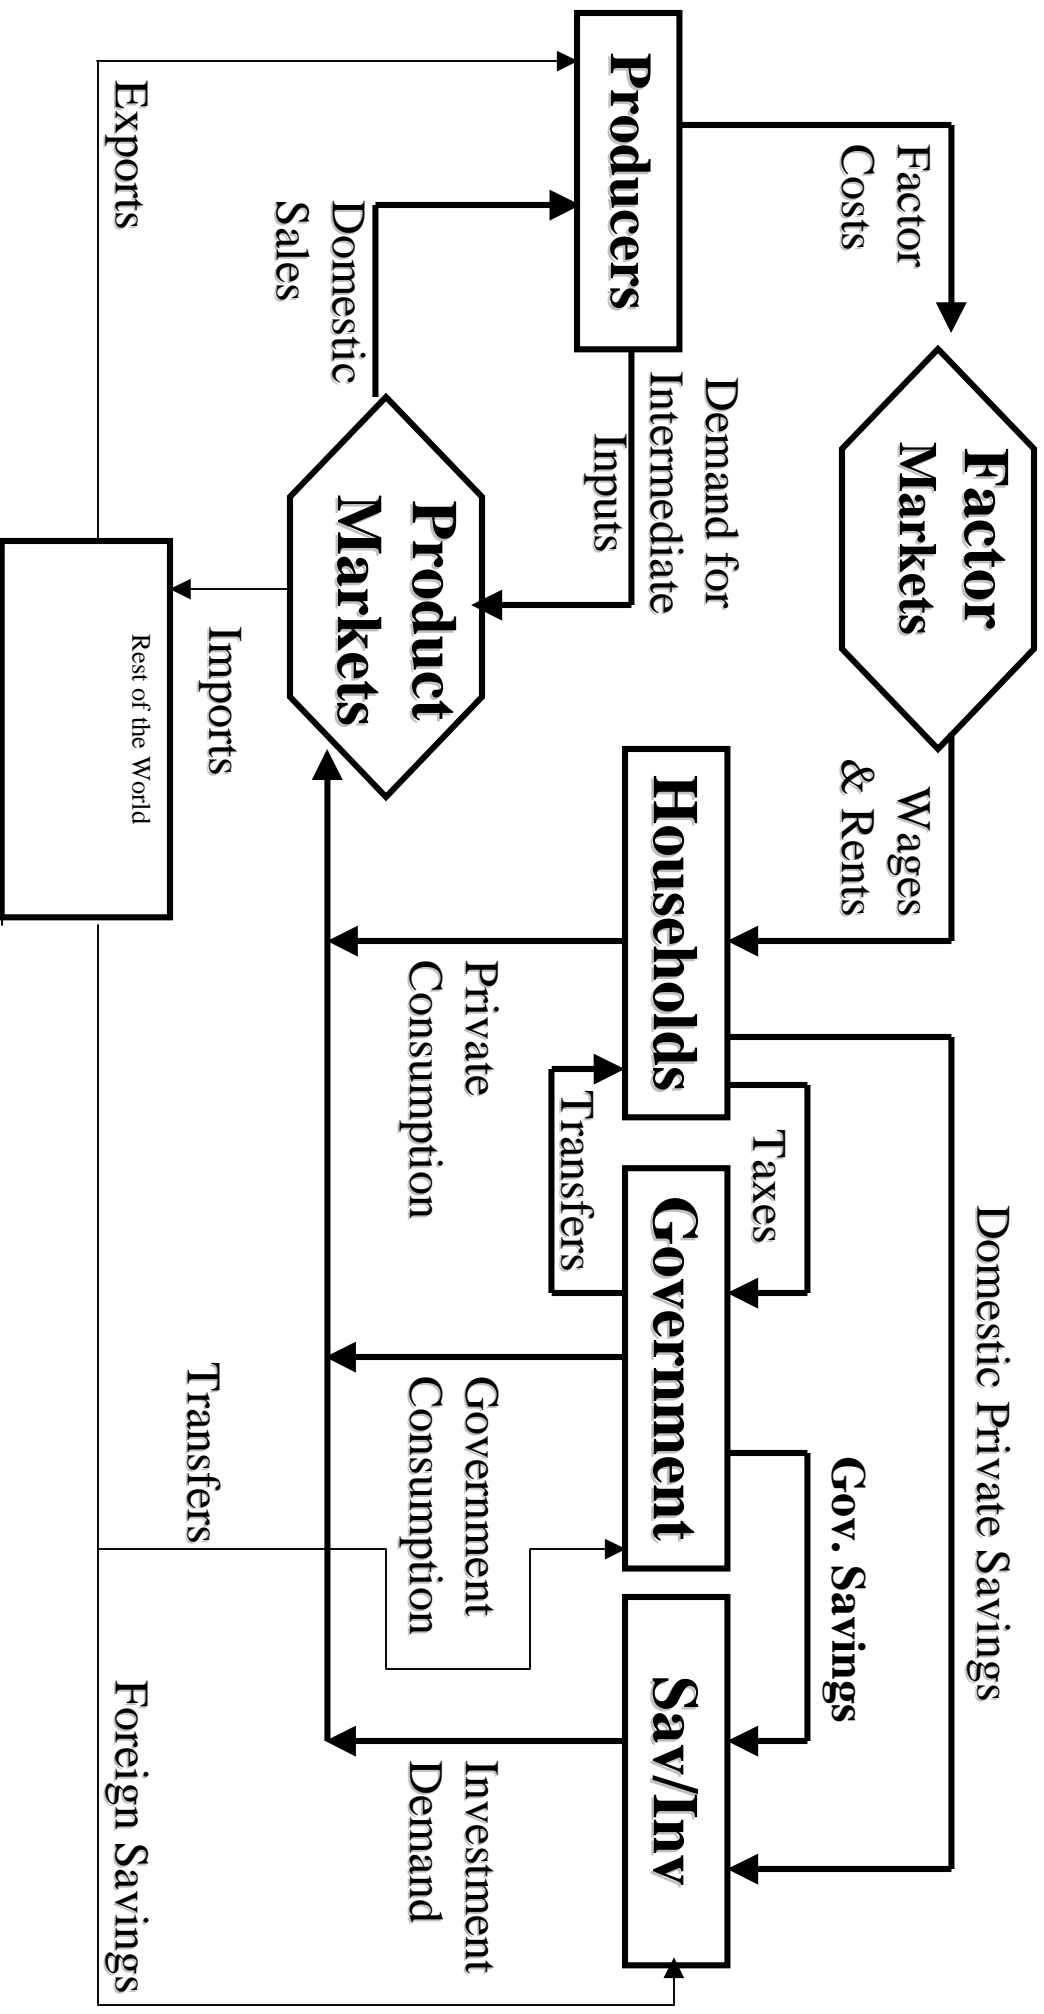 Factor
Markets
Factor
Costs
Wages
& Rents
Domestic Private Savings
Gov. Savings
Taxes
Producers
Demand for
Intermediate
Inputs
Households
Government
Sav/Inv
Transfers
Product
Markets
Domestic
Sales
Private
Consumption
Government
Consumption
Investment
Demand
Imports
Transfers
Exports
Rest of the World
Foreign Savings